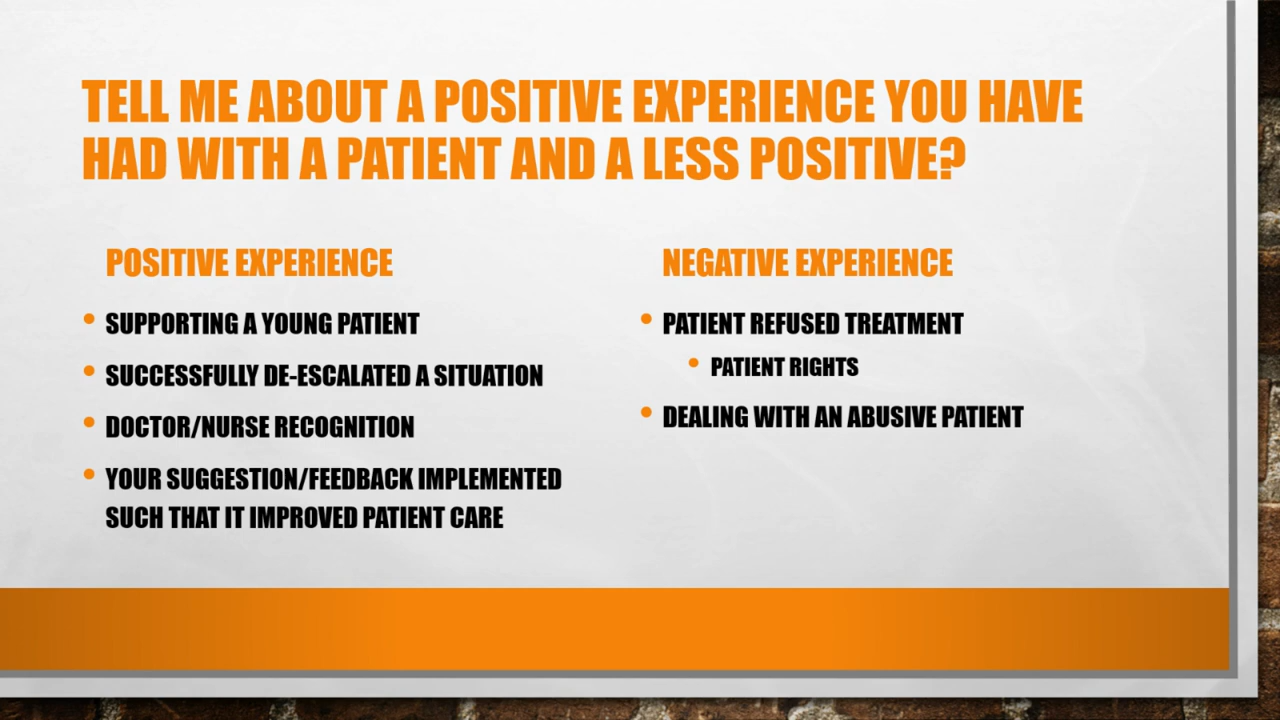 TELL ME ABOUT A POSITIVE EXPERIENCE YOU HAVE
HAD WITH A PATIENT AND A LESS POSITIVE?
POSITIVE EXPERIENCE
• SUPPORTING A YOUNG PATIENT
• SUCCESSFULLY DE-ESCALATED A SITUATION
• DOCTOR/NURSE RECOGNITION
• YOUR SUGGESTION/FEEDBACK IMPLEMENTED
SUCH THAT IT IMPROVED PATIENT CARE
NEGATIVE EXPERIENCE
• PATIENT REFUSED TREATMENT
• PATIENT RIGHTS
• DEALING WITH AN ABUSIVE PATIENT